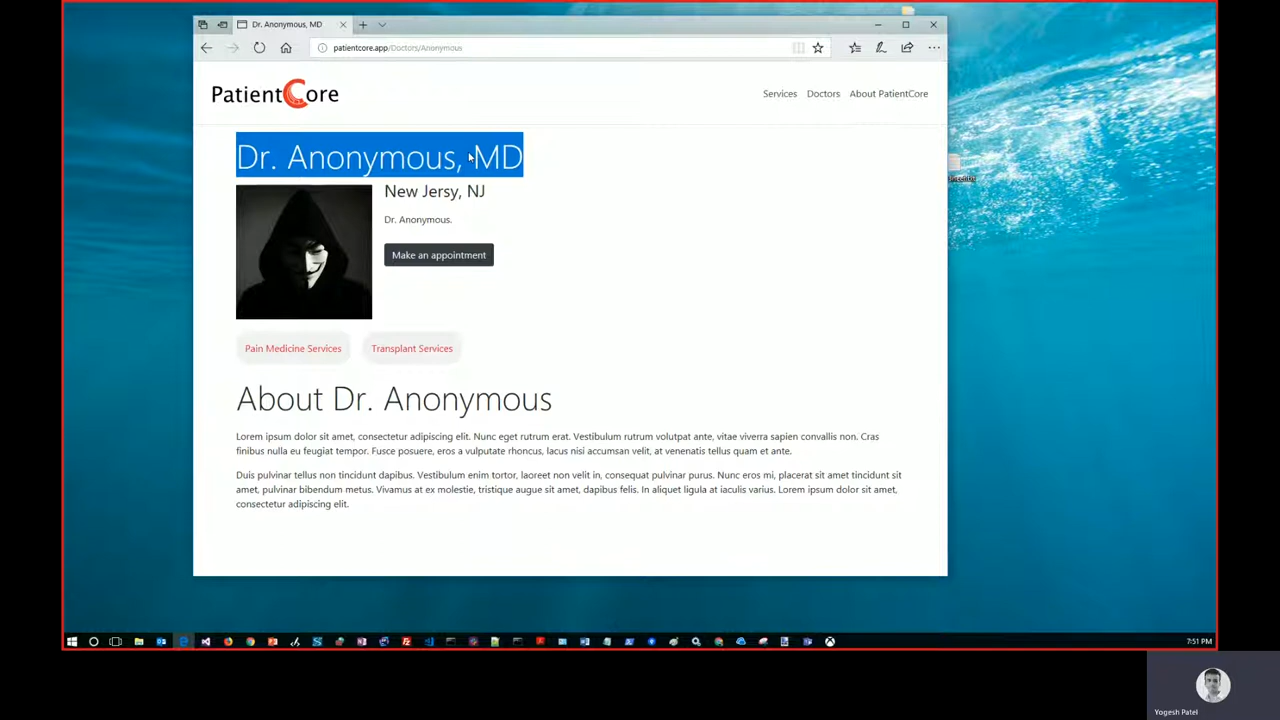 Dr. Anonymous, MD
patientcore.app/Doctors/Anonymous
PatientCore
Services
Doctors
About PatientCore
Dr. Anonymous, MD
New Jersy, NJ
Dr. Anonymous.
Make an appointment
Pain Medicine Services
Transplant Services
About Dr. Anonymous
Lorem ipsum dolor sit amet, consectetur adipiscing elit. Nunc eget rutrum erat. Vestibulum rutrum volutpat ante, vitae viverra sapien convallis non. Cras
finibus nulla eu feugiat tempor. Fusce posuere, eros a vulputate rhoncus, lacus nisi accumsan velit, at venenatis tellus quam et ante.
Duis pulvinar tellus non tincidunt dapibus. Vestibulum enim tortor, laoreet non velit in, consequat pulvinar purus. Nunc eros mi, placerat sit amet tincidunt sit
amet, pulvinar bibendum metus. Vivamus at ex molestie, tristique augue sit amet, dapibus felis. In aliquet ligula at iaculis varius. Lorem ipsum dolor sit amet,
consectetur adipiscing elit.
7:51 PM
Yogesh Patel